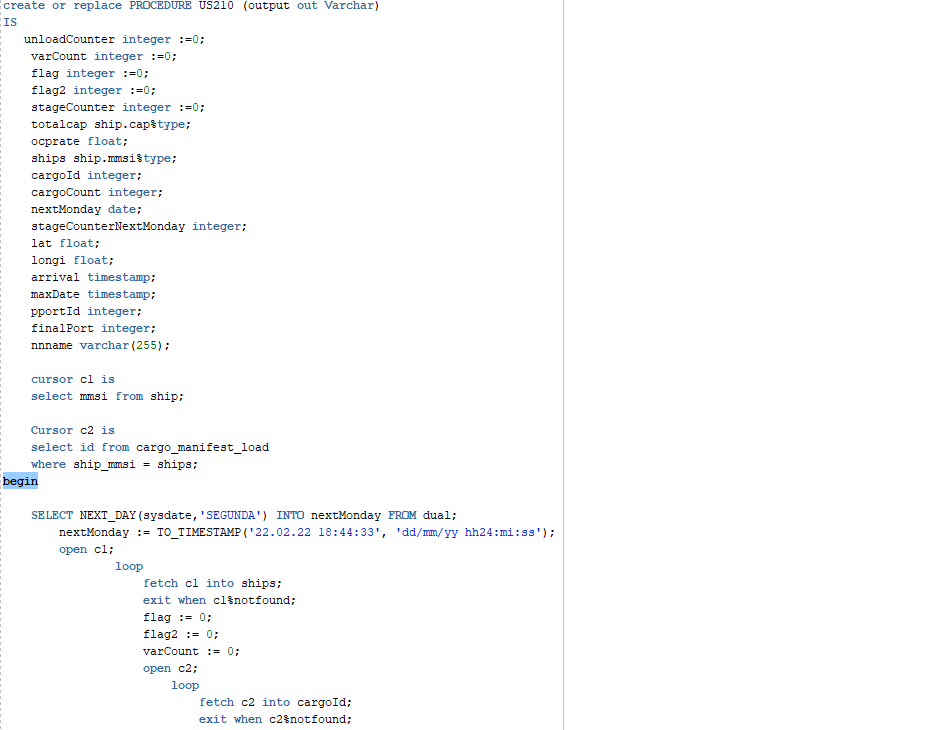 create or replace PROCEDURE US210 (output out Varchar)
IS
unloadCounter integer :=0;
varCount integer :=0;
flag integer :=0;
flag2 integer :=0;
stageCounter integer :=0;
totalcap ship.cap%type;
ocprate float;
ships ship.mmsi%type;
cargoId integer;
cargoCount integer;
nextMonday date;
stageCounterNextMonday integer;
lat float;
longi float;
arrival timestamp;
maxDate timestamp;
pportId integer;
finalPort integer;
nnname varchar(255);
cursor c1 is
select mmsi from ship;
Cursor c2 is
select id from cargo_manifest_load
where ship_mmsi = ships;
begin
SELECT NEXT_DAY(sysdate,'SEGUNDA') INTO nextMonday FROM dual;
nextMonday := TO_TIMESTAMP('22.02.22 18:44:33', 'dd/mm/yy hh24:mi:ss');
open c1;
loop
fetch c1 into ships;
exit when c1%notfound;
flag := 0;
flag2 := 0;
varCount := 0;
open c2;
loop
fetch c2 into cargoId;
exit when c2%notfound;